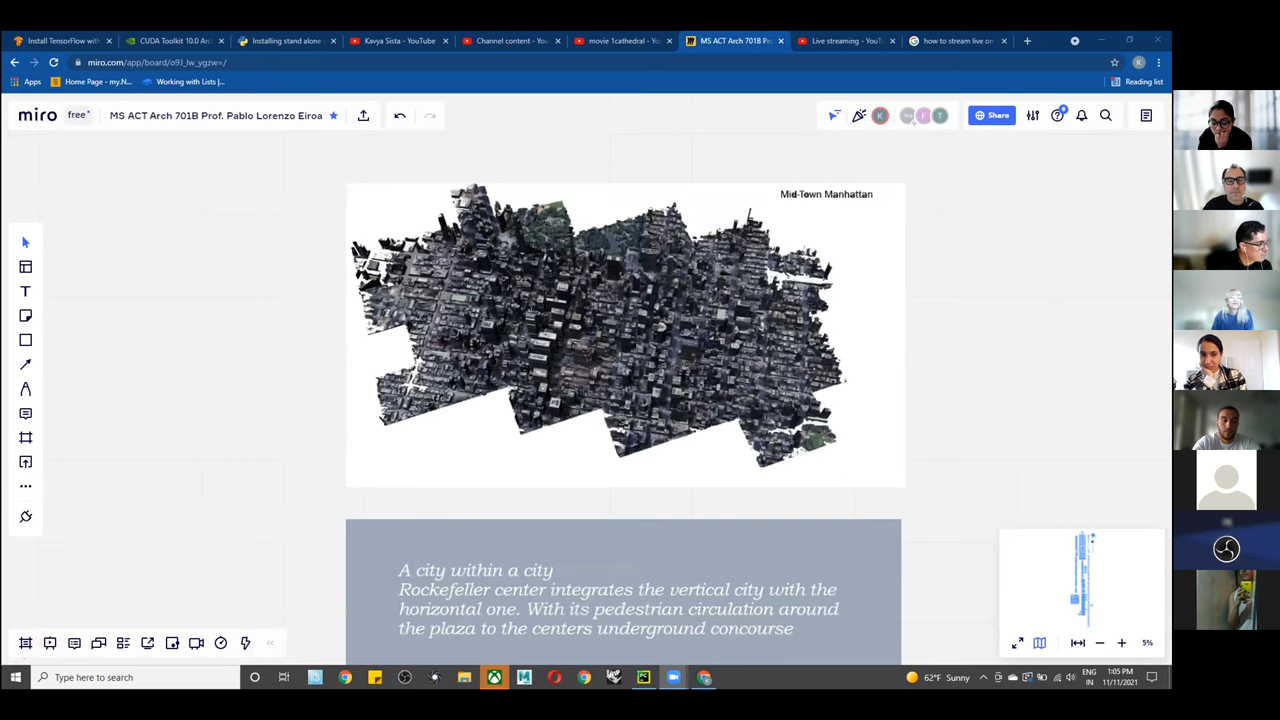 Install TensorFlow with
CUDA Toolkit 10.0 Arc
Installing stand alone
Kavya Sista - YouTube
Channel content - You
movie 1cathedral - You
MS ACT Arch 701B Pr
Live streaming - YouT
how to stream live on
miro.com/app/board/o9J_lw_ygzw=/
K
Apps
Home Page - my.N...
Working with Lists |...
Reading list
miro
free
MS ACT Arch 701B Prof. Pablo Lorenzo Eiroa
K
F
T
Share
Mid-Town Manhattan
A city within a city
Rockefeller center integrates the vertical city with the
horizontal one. With its pedestrian circulation around
the plaza to the centers underground concourse
5%
Type here to search
62°F Sunny
ENG
IN
1:05 PM
11/11/2021